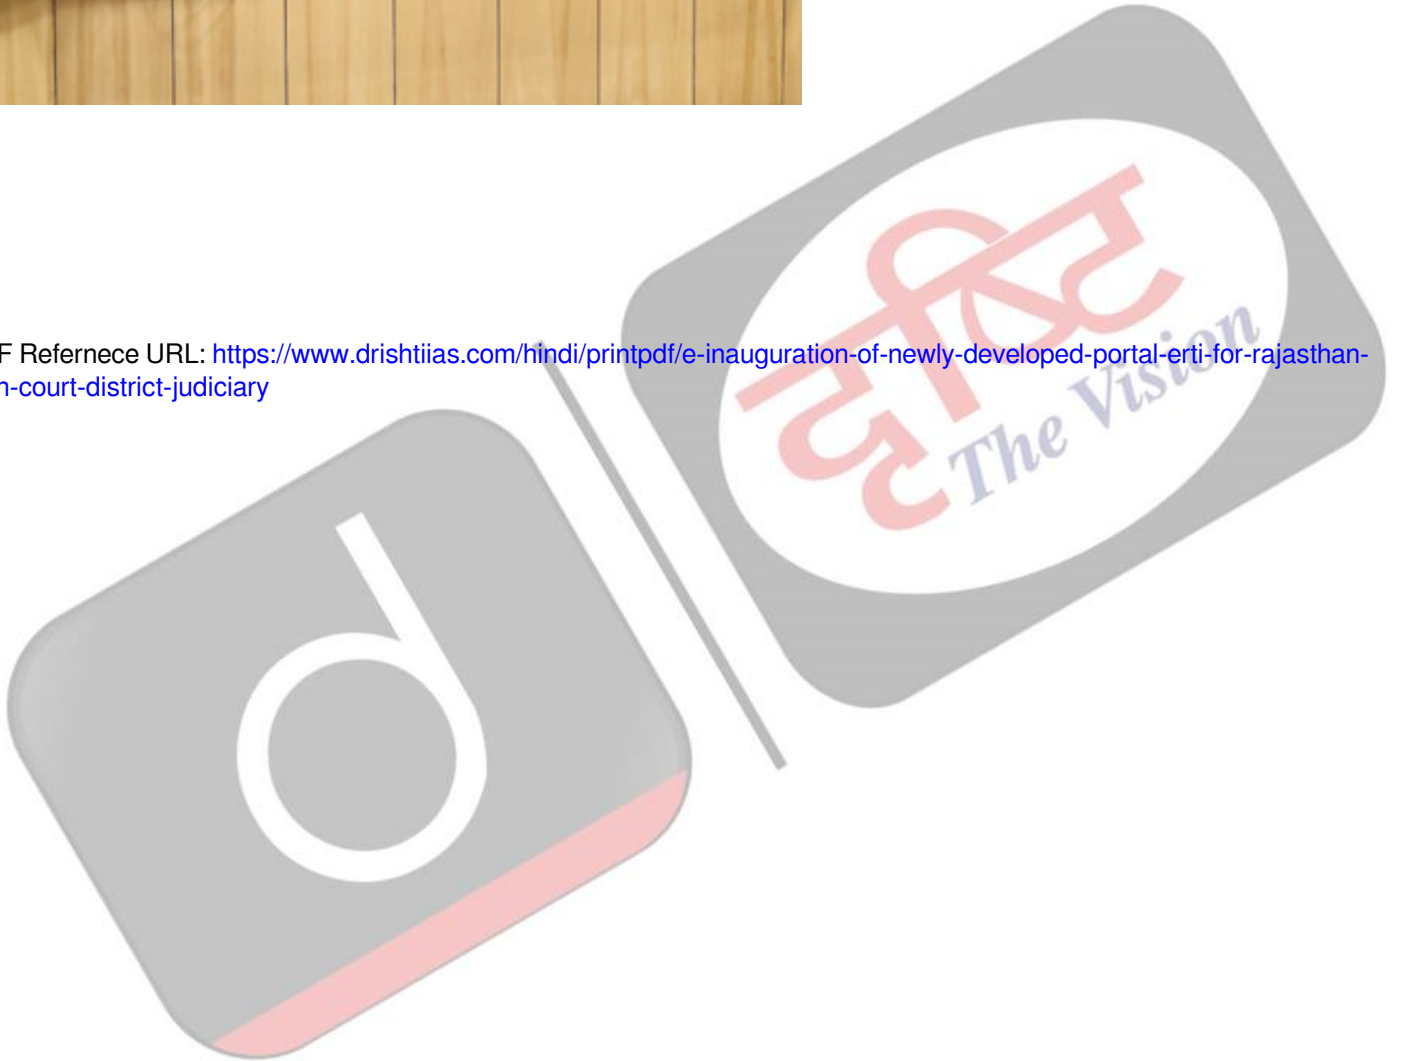 F Refernece URL: https://www.drishtiias.com/hindi/printpdf/e-inauguration-of-newly-developed-portal-erti-for-rajasthan-
n-court-district-judiciary
दृष्टि
The Vision
d